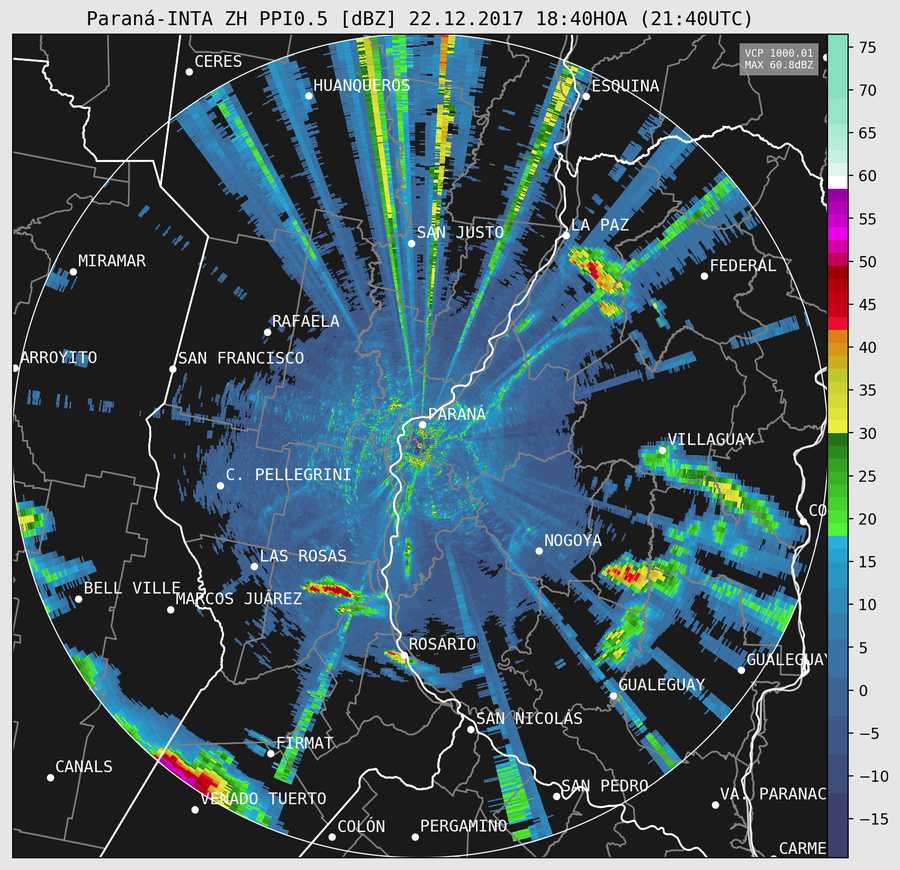 Paraná-INTA ZH PPI0.5 [dBZ] 22.12.2017 18:40HOA (21:40UTC)
VCP 1000.01
MAX 60.8dBZ
75
70
65
60
55
50
45
40
35
30
25
20
15
10
5
0
−5
−10
−15
CERES
HUANQUEROS
ESQUINA
SAN JUSTO
LA PAZ
MIRAMAR
FEDERAL
RAFAELA
ARROYITO
SAN FRANCISCO
PARANÁ
VILLAGUAY
C. PELLEGRINI
CO
NOGOYA
LAS ROSAS
BELL VILLE
MARCOS JUÁREZ
ROSARIO
GUALEGUAY
GUALEGUAY
SAN NICOLÁS
FIRMAT
CANALS
SAN PEDRO
VA. PARANAC
VENADO TUERTO
COLÓN
PERGAMINO
CARME